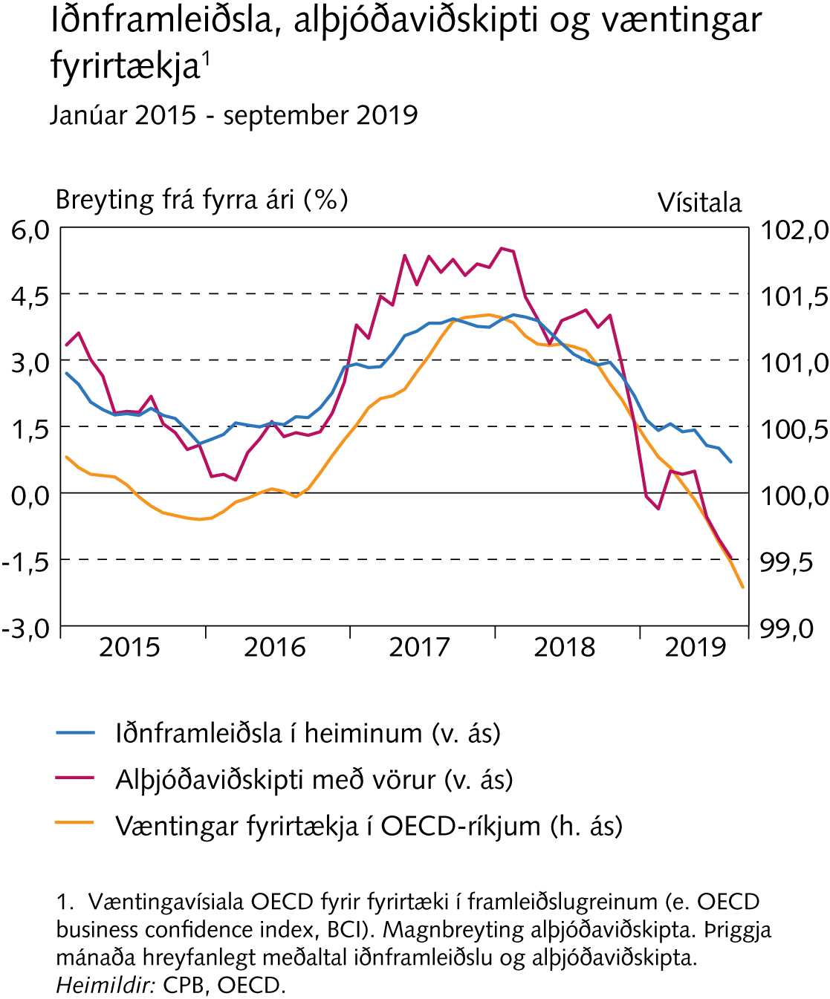 Iðnframleiðsla, alþjóðaviðskipti og væntingar
fyrirtækja1
Janúar 2015 - september 2019
Breyting frá fyrra ári (%)
Vísitala
6,0
102,0
4,5
101,5
3,0
101,0
1,5
100,5
0,0
100,0
-1,5
99,5
-3,0
99,0
2015 2016 2017 2018 2019
Iðnframleiðsla í heiminum (v. ás)
Alþjóðaviðskipti með vörur (v. ás)
Væntingar fyrirtækja í OECD-ríkjum (h. ás)
1. Væntingavísiala OECD fyrir fyrirtæki í framleiðslugreinum (e. OECD
business confidence index, BCI). Magnbreyting alþjóðaviðskipta. Þriggja
mánaða hreyfanlegt meðaltal iðnframleiðslu og alþjóðaviðskipta.
Heimildir: CPB, OECD.